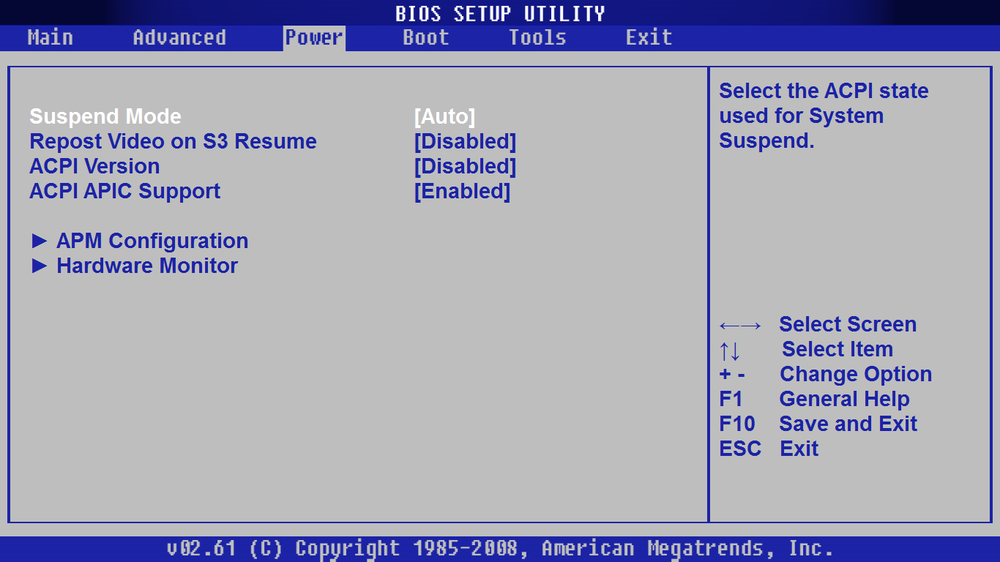 BIOS SETUP UTILITY
Main Advanced Power Boot Tools Exit
Suspend Mode [Auto]
Repost Video on S3 Resume [Disabled]
ACPI Version [Disabled]
ACPI APIC Support [Enabled]
► APM Configuration
► Hardware Monitor
Select the ACPI state
used for System
Suspend.
←→ Select Screen
↑↓ Select Item
+ - Change Option
F1 General Help
F10 Save and Exit
ESC Exit
v02.61 (C) Copyright 1985-2008, American Megatrends, Inc.